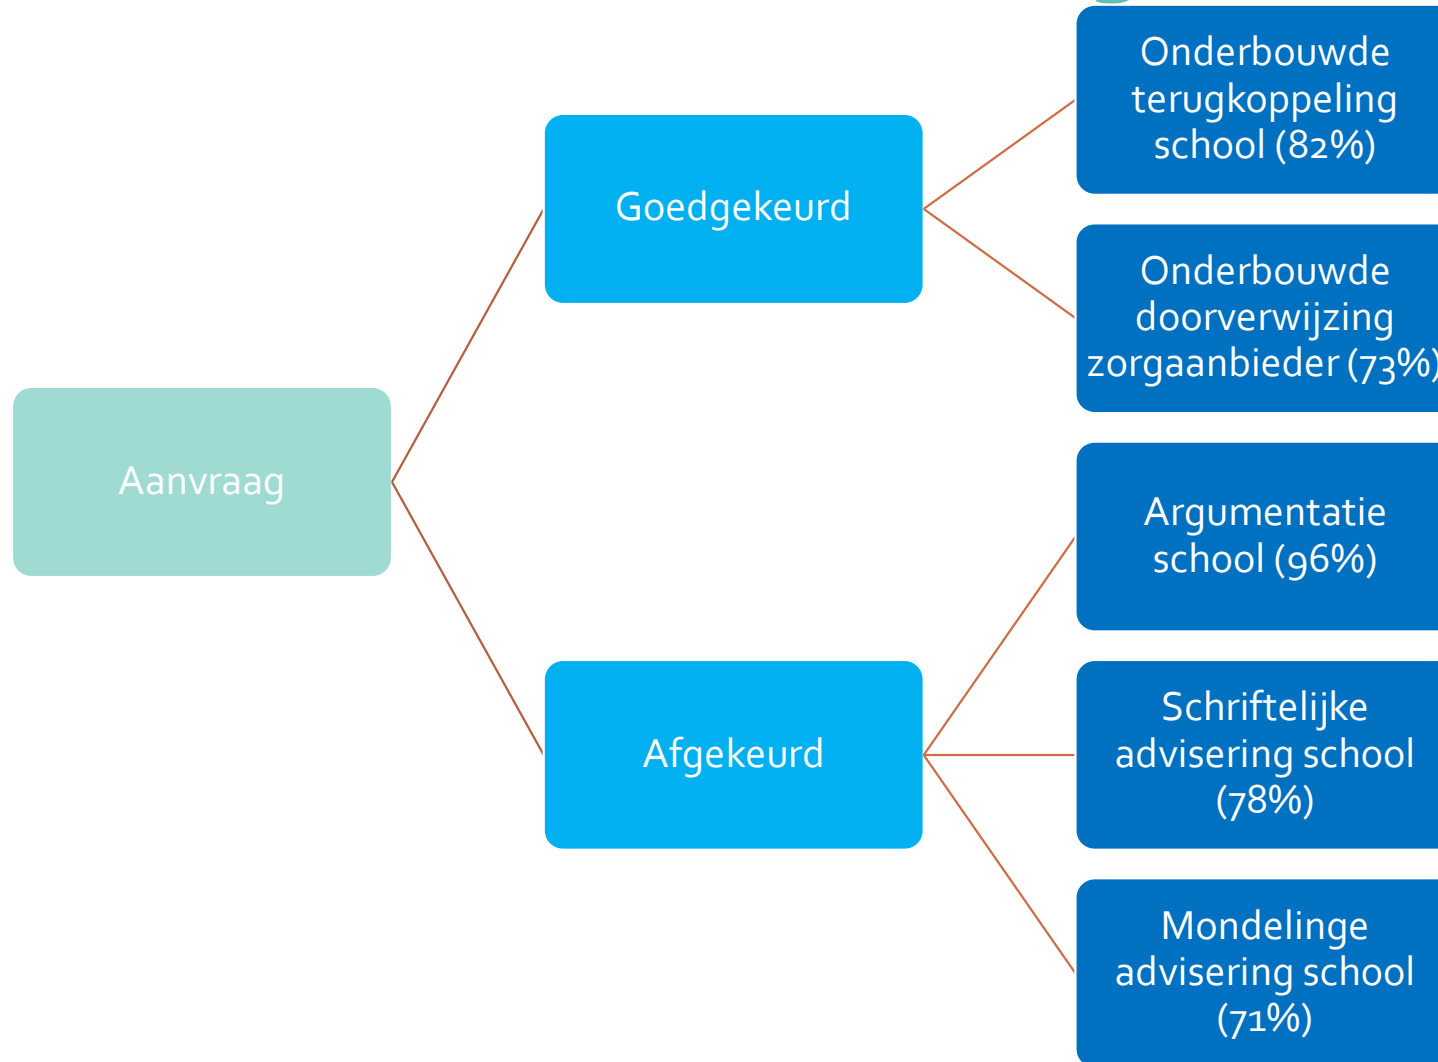 Aanvraag
Goedgekeurd
Onderbouwde
terugkoppeling
school (82%)
Onderbouwde
doorverwijzing
zorgaanbieder (73%)
Afgekeurd
Argumentatie
school (96%)
Schriftelijke
advisering school
(78%)
Mondelinge
advisering school
(71%)